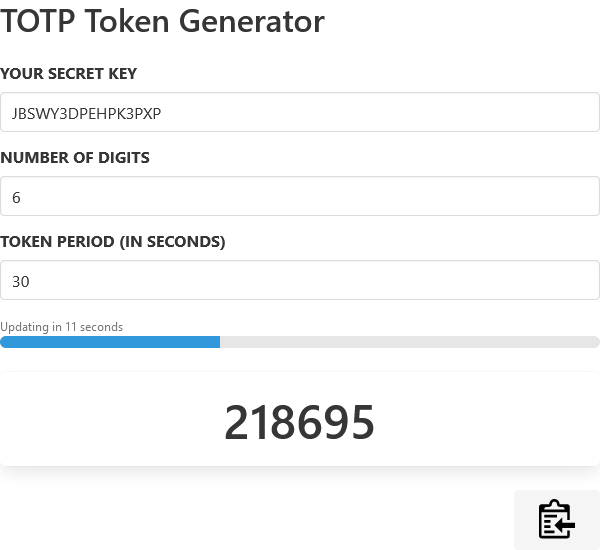 TOTP Token Generator
YOUR SECRET KEY
JBSWY3DPEHPK3PXP
NUMBER OF DIGITS
6
TOKEN PERIOD (IN SECONDS)
30
Updating in 11 seconds
218695